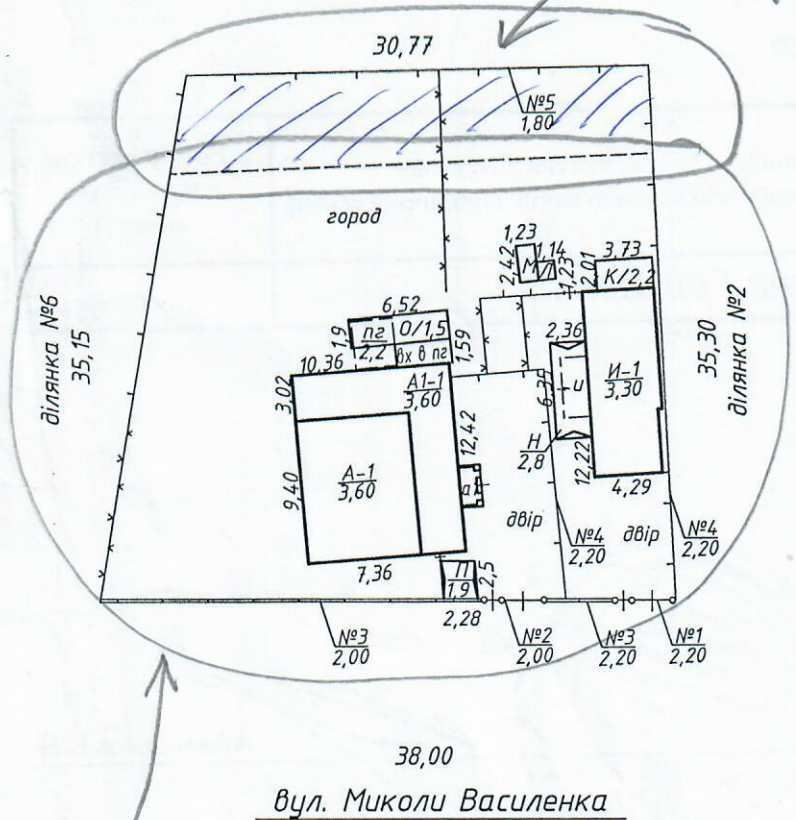 30,77
№5
1,80
город
1,23
2,42
М
1,14
Л
1,23
2,01
3,73
К/2,2
6,52
1,9
пг
2,2
О/1,5
вх в пг
1,59
ділянка №6
35,15
35,30
ділянка №2
10,36
3,02
А1-1
3,60
2,36
и
6,35
И-1
3,30
12,42
А-1
3,60
9,40
а1
Н
2,8
12,22
4,29
двір
№4
2,20
двір
№4
2,20
7,36
П
1,9
2,5
2,28
№3
2,00
№2
2,00
№3
2,20
№1
2,20
38,00
вул. Миколи Василенка